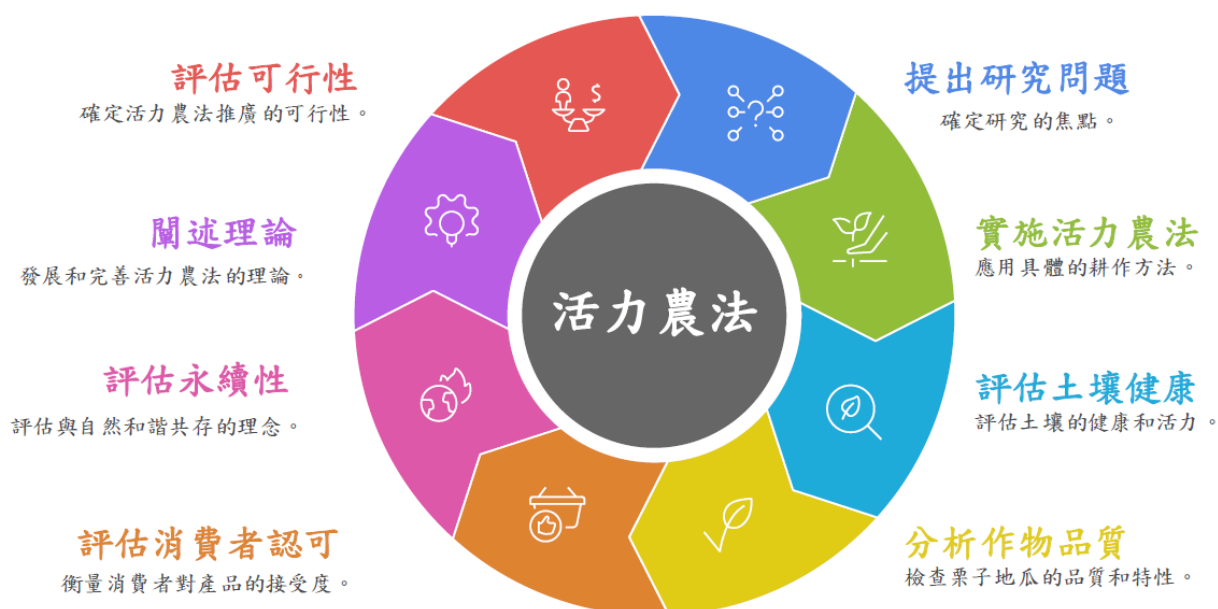 評估可行性
確定活力農法推廣的可行性。
提出研究問題
確定研究的焦點。
闡述理論
發展和完善活力農法的理論。
實施活力農法
應用具體的耕作方法。
活力農法
評估永續性
評估與自然和諧共存的理念。
評估土壤健康
評估土壤的健康和活力。
評估消費者認可
衡量消費者對產品的接受度。
分析作物品質
檢查栗子地瓜的品質和特性。